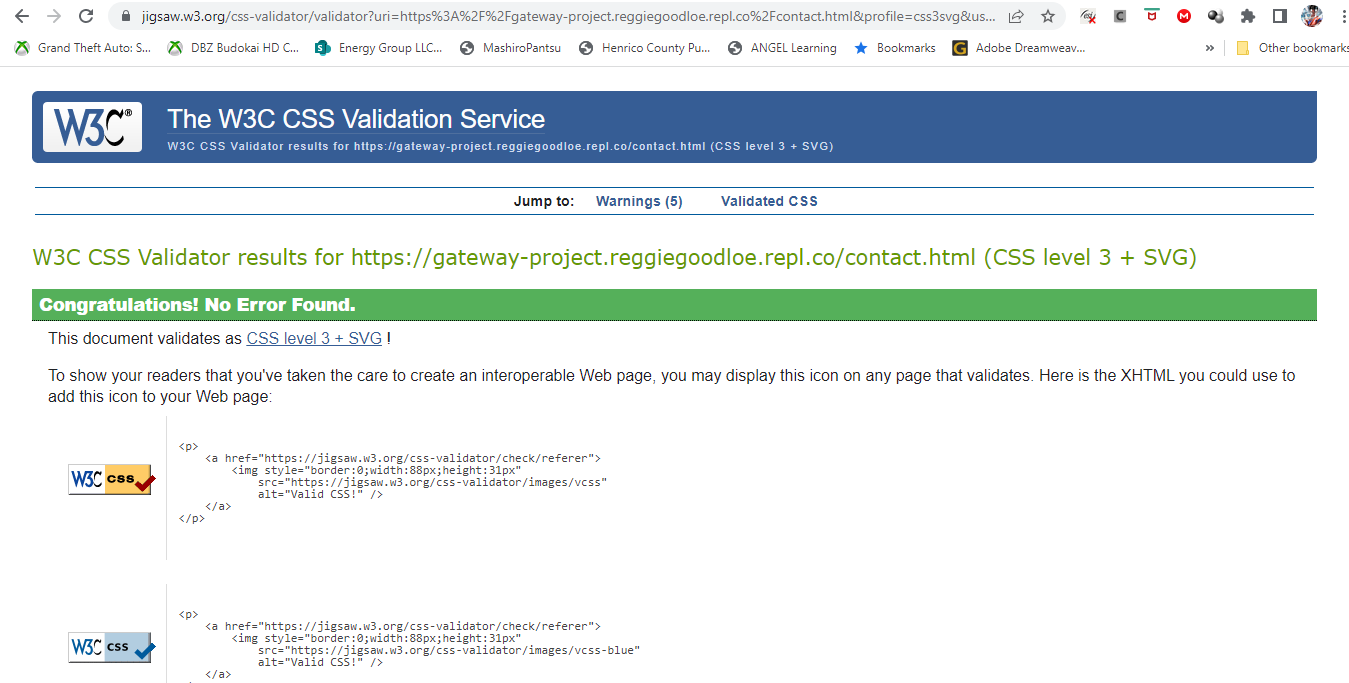 jigsaw.w3.org/css-validator/validator?uri=https%3A%2F%2Fgateway-project.reggiegoodloe.repl.co%2Fcontact.html&profile=css3svg&us...
Grand Theft Auto: S... DBZ Budokai HD C... Energy Group LLC... MashiroPantsu Henrico County Pu... ANGEL Learning Bookmarks Adobe Dreamweav... » Other bookmarks
W3C® The W3C CSS Validation Service
W3C CSS Validator results for https://gateway-project.reggiegoodloe.repl.co/contact.html (CSS level 3 + SVG)
Jump to: Warnings (5) Validated CSS
W3C CSS Validator results for https://gateway-project.reggiegoodloe.repl.co/contact.html (CSS level 3 + SVG)
Congratulations! No Error Found.
This document validates as CSS level 3 + SVG !
To show your readers that you've taken the care to create an interoperable Web page, you may display this icon on any page that validates. Here is the XHTML you could use to
add this icon to your Web page:
<p>
<a href="https://jigsaw.w3.org/css-validator/check/referer">
<img style="border:0;width:88px;height:31px"
W3C CSS
src="https://jigsaw.w3.org/css-validator/images/vcss"
alt="Valid CSS!" />
</a>
</p>
<p>
<a href="https://jigsaw.w3.org/css-validator/check/referer">
<img style="border:0;width:88px;height:31px"
W3C CSS
src="https://jigsaw.w3.org/css-validator/images/vcss-blue"
alt="Valid CSS!" />
</a>